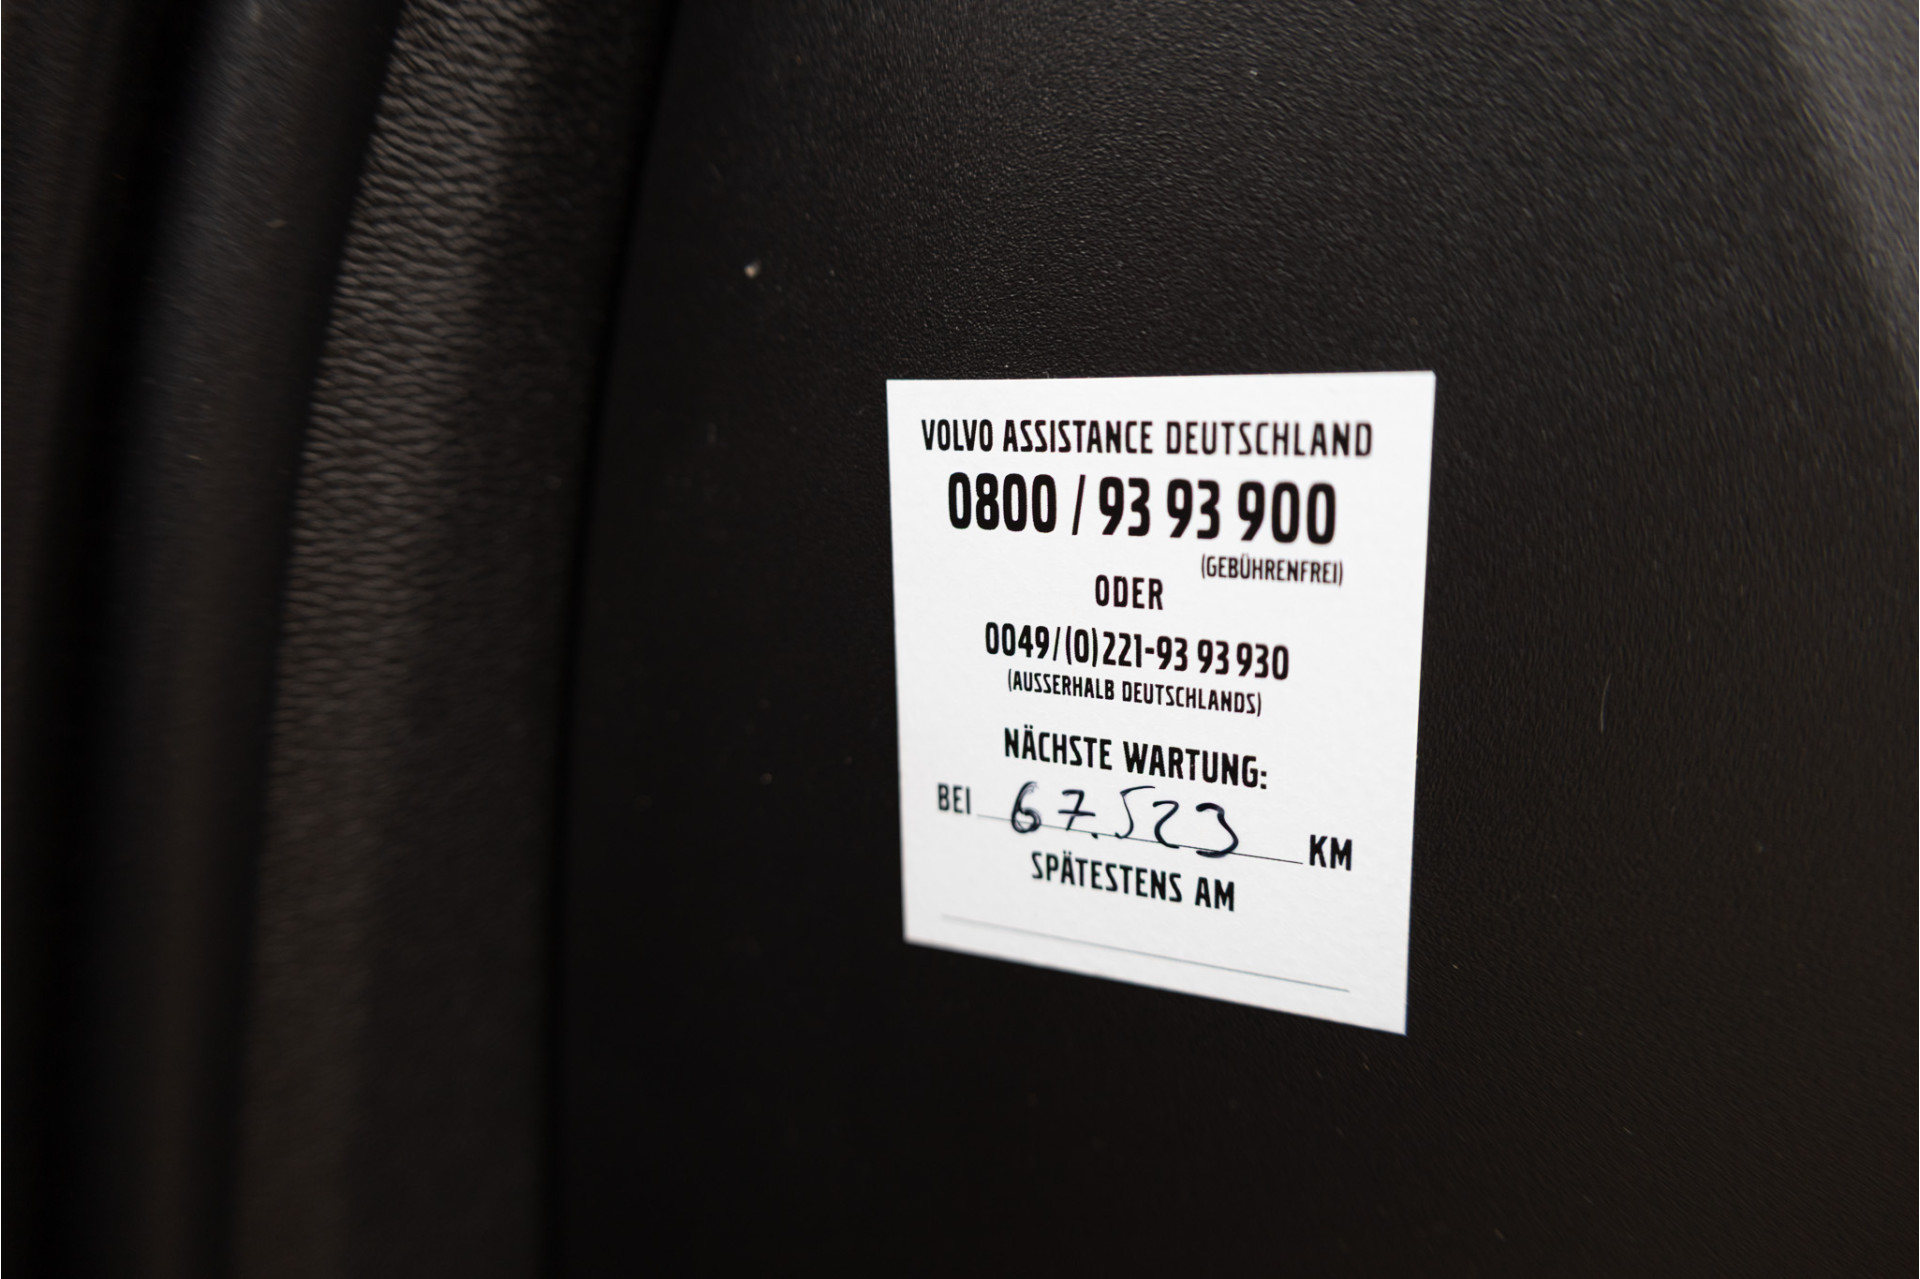 VOLVO ASSISTANCE DEUTSCHLAND
0800 / 93 93 900
(GEBÜHRENFREI)
ODER
0049/(0)221-93 93 930
(AUSSERHALB DEUTSCHLANDS)
NÄCHSTE WARTUNG:
BEI 67.523 KM
SPÄTESTENS AM